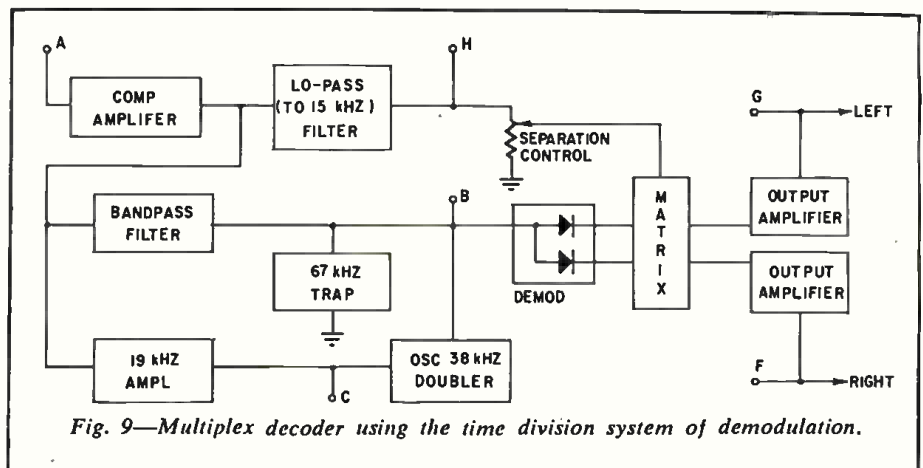 A
COMP
AMPLIFER
LO-PASS
(TO 15 kHz)
FILTER
H
SEPARATION
CONTROL
G
LEFT
OUTPUT
AMPLIFIER
BANDPASS
FILTER
B
67 kHz
TRAP
DEMOD
MATRIX
OUTPUT
AMPLIFIER
19 kHz
AMPL
C
OSC 38 kHz
DOUBLER
F
RIGHT
Fig. 9—Multiplex decoder using the time division system of demodulation.